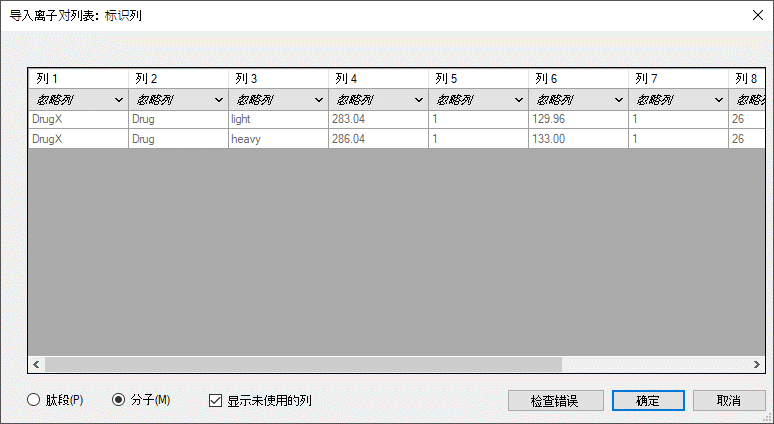 导入离子对列表：标识列
列 1 列 2 列 3 列 4 列 5 列 6 列 7 列 8
忽略列 忽略列 忽略列 忽略列 忽略列 忽略列 忽略列 忽略列
DrugX Drug light 283.04 1 129.96 1 26
DrugX Drug heavy 286.04 1 133.00 1 26
肽段(P) 分子(M) 显示未使用的列 检查错误 确定 取消